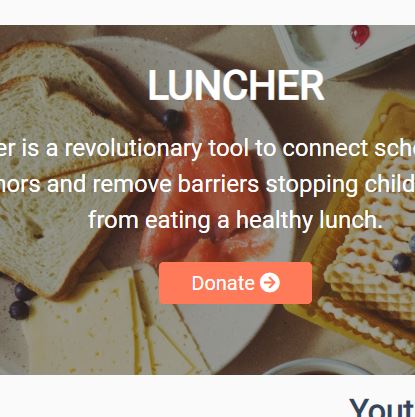 LUNCHER
er is a revolutionary tool to connect sch
nors and remove barriers stopping child
from eating a healthy lunch.
Donate
Yout